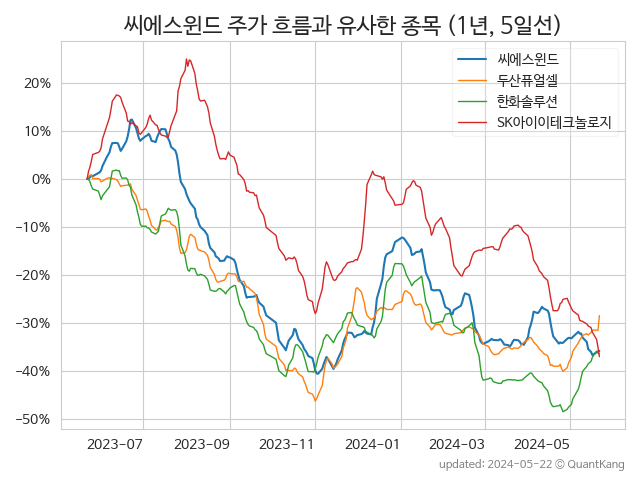 씨에스윈드 주가 흐름과 유사한 종목 (1년, 5일선)
씨에스윈드
두산퓨얼셀
한화솔루션
SK아이이테크놀로지
20%
10%
0%
−10%
−20%
−30%
−40%
−50%
2023-07 2023-09 2023-11 2024-01 2024-03 2024-05
updated: 2024-05-22 © QuantKang